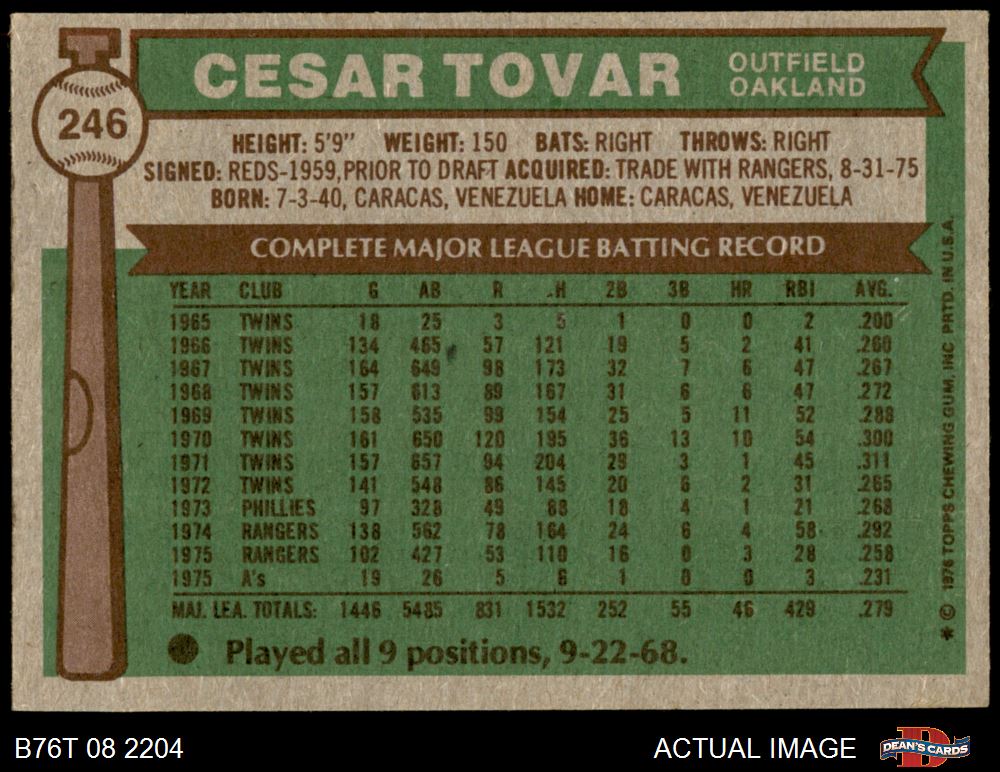 CESAR TOVAR
OUTFIELD
OAKLAND
246
HEIGHT: 5'9" WEIGHT: 150 BATS: RIGHT THROWS: RIGHT
SIGNED: REDS-1959, PRIOR TO DRAFT ACQUIRED: TRADE WITH RANGERS, 8-31-75
BORN: 7-3-40, CARACAS, VENEZUELA HOME: CARACAS, VENEZUELA
COMPLETE MAJOR LEAGUE BATTING RECORD
YEAR CLUB G AB R H 2B 3B HR RBI AVG.
1965 TWINS 18 25 3 5 1 0 0 2 .200
1966 TWINS 134 465 57 121 19 5 2 41 .260
1967 TWINS 164 649 98 173 32 7 6 47 .267
1968 TWINS 157 613 89 167 31 6 6 47 .272
1969 TWINS 158 535 99 154 25 5 11 52 .288
1970 TWINS 161 650 120 195 36 13 10 54 .300
1971 TWINS 157 657 94 204 29 3 1 45 .311
1972 TWINS 141 548 86 145 20 6 2 31 .265
1973 PHILLIES 97 328 49 88 18 4 1 21 .268
1974 RANGERS 138 562 78 164 24 6 4 58 .292
1975 RANGERS 102 427 53 110 16 0 3 28 .258
1975 A's 19 26 5 6 1 0 0 3 .231
MAJ. LEA. TOTALS: 1446 5485 831 1532 252 55 46 429 .279
Played all 9 positions, 9-22-68.
* © 1976 TOPPS CHEWING GUM, INC PRTD. IN U.S.A.
B76T 08 2204
ACTUAL IMAGE
DEAN'S CARDS